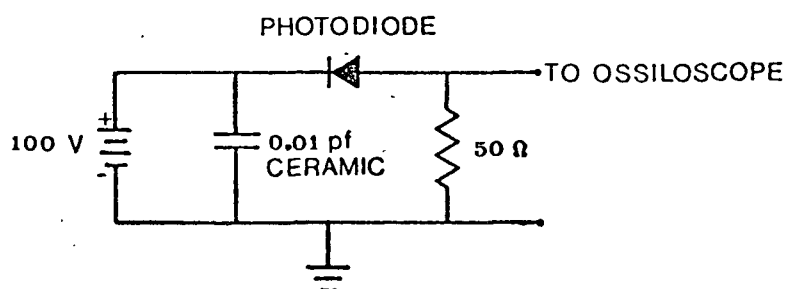 PHOTODIODE
TO OSSILOSCOPE
+
100 V
-
0.01 pf
CERAMIC
50 Ω